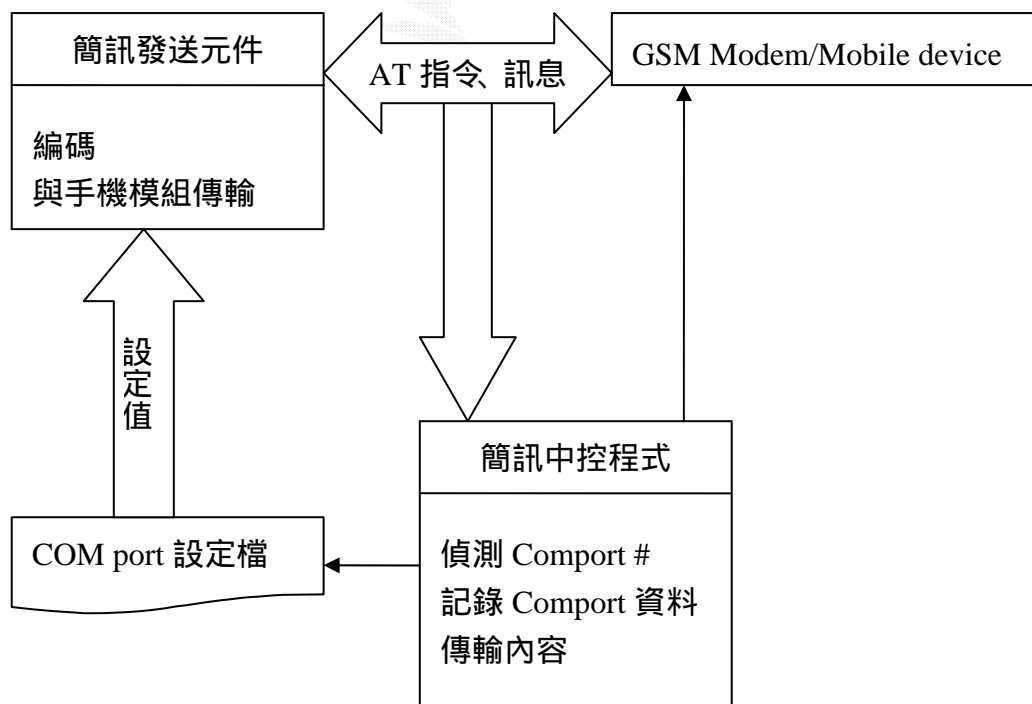 簡訊發送元件
編碼
與手機模組傳輸
AT 指令、訊息
GSM Modem/Mobile device
設定值
COM port 設定檔
簡訊中控程式
偵測 Comport #
記錄 Comport 資料
傳輸內容